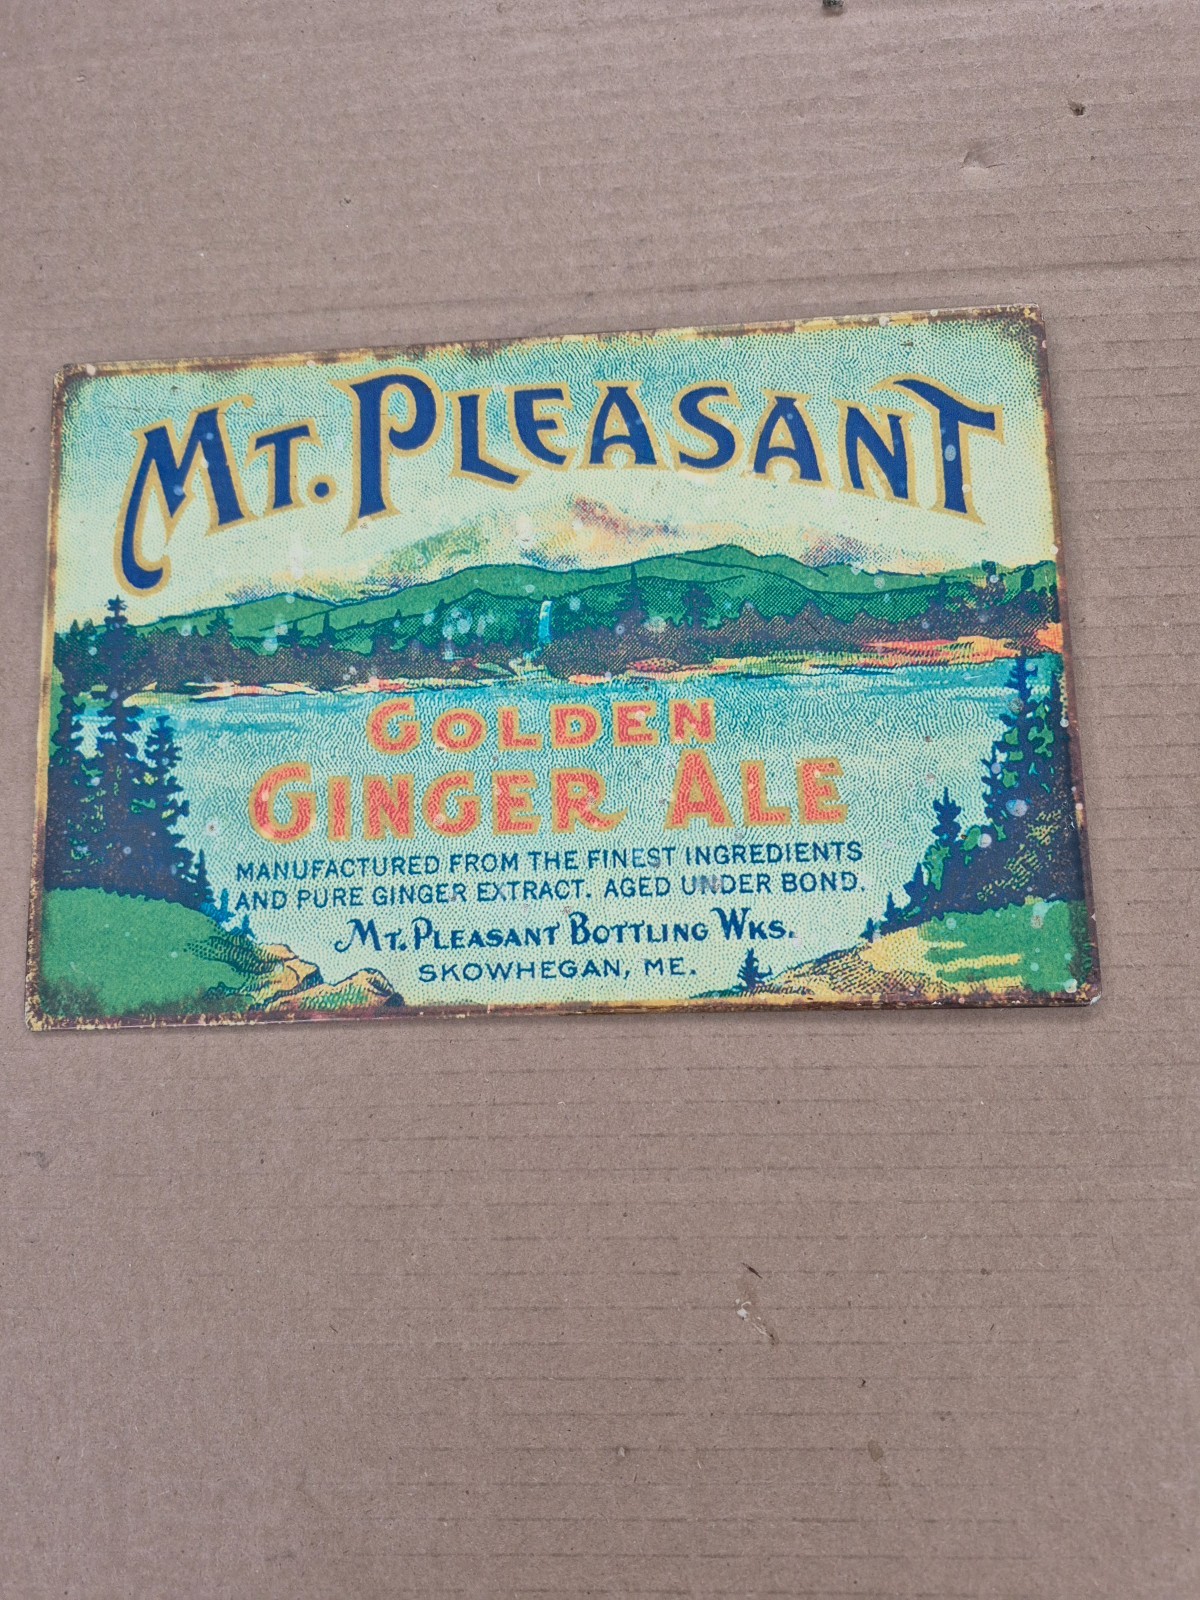 MT. PLEASANT
GOLDEN
GINGER ALE
MANUFACTURED FROM THE FINEST INGREDIENTS
AND PURE GINGER EXTRACT. AGED UNDER BOND.
MT. PLEASANT BOTTLING WKS.
SKOWHEGAN, ME.